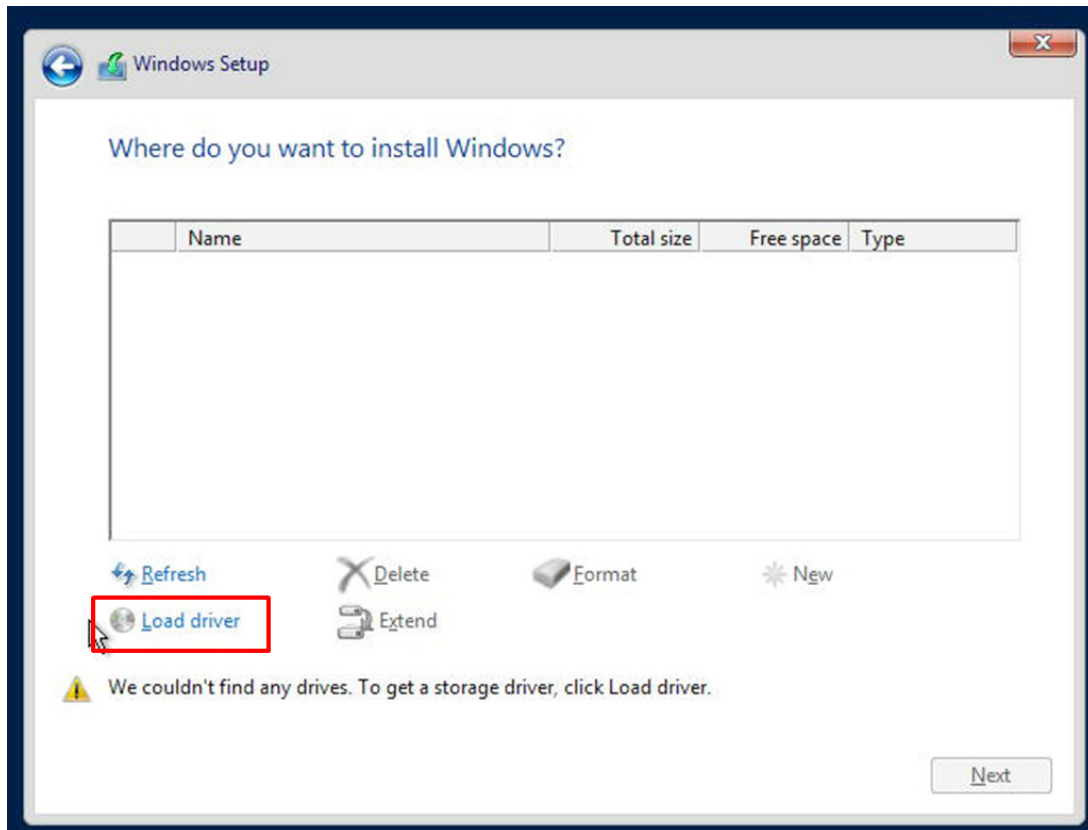 Windows Setup
Where do you want to install Windows?
Name Total size Free space Type
Refresh Delete Format New
Load driver Extend
We couldn't find any drives. To get a storage driver, click Load driver.
Next